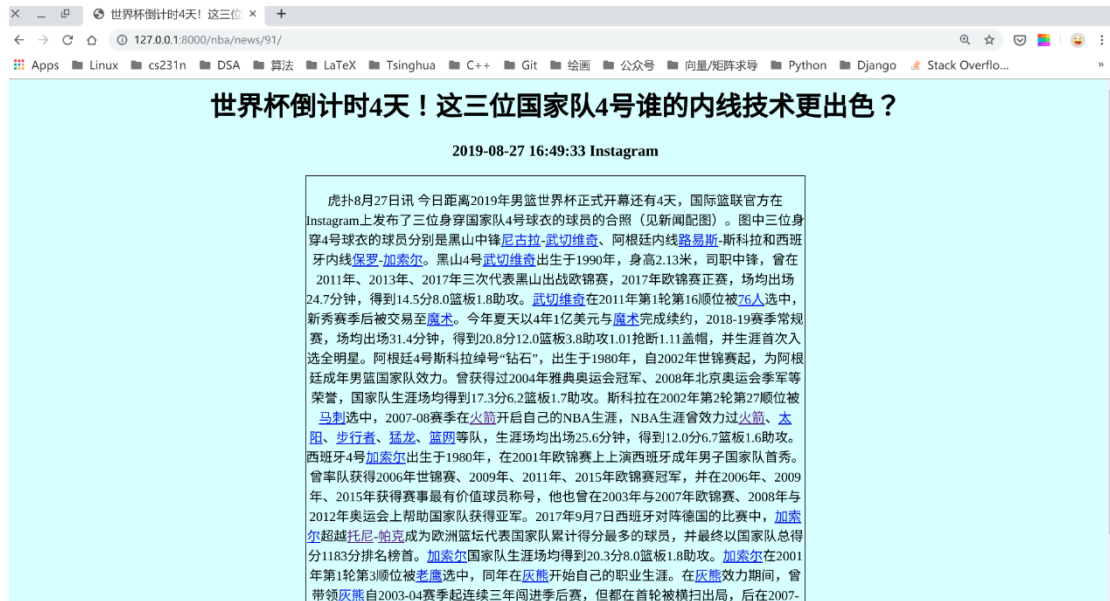 世界杯倒计时4天！这三位
127.0.0.1:8000/nba/news/91/
Apps Linux cs231n DSA 算法 LaTeX Tsinghua C++ Git 绘画 公众号 向量/矩阵求导 Python Django Stack Overflo... »
世界杯倒计时4天！这三位国家队4号谁的内线技术更出色？
2019-08-27 16:49:33 Instagram
虎扑8月27日讯 今日距离2019年男篮世界杯正式开幕还有4天，国际篮联官方在
Instagram上发布了三位身穿国家队4号球衣的球员的合照（见新闻配图）。图中三位身
穿4号球衣的球员分别是黑山中锋尼古拉-武切维奇、阿根廷内线路易斯-斯科拉和西班
牙内线保罗-加索尔。黑山4号武切维奇出生于1990年，身高2.13米，司职中锋，曾在
2011年、2013年、2017年三次代表黑山出战欧锦赛，2017年欧锦赛正赛，场均出场
24.7分钟，得到14.5分8.0篮板1.8助攻。武切维奇在2011年第1轮第16顺位被76人选中，
新秀赛季后被交易至魔术。今年夏天以4年1亿美元与魔术完成续约，2018-19赛季常规
赛，场均出场31.4分钟，得到20.8分12.0篮板3.8助攻1.01抢断1.11盖帽，并生涯首次入
选全明星。阿根廷4号斯科拉绰号“钻石”，出生于1980年，自2002年世锦赛起，为阿根
廷成年男篮国家队效力。曾获得过2004年雅典奥运会冠军、2008年北京奥运会季军等
荣誉，国家队生涯场均得到17.3分6.2篮板1.7助攻。斯科拉在2002年第2轮第27顺位被
马刺选中，2007-08赛季在火箭开启自己的NBA生涯，NBA生涯曾效力过火箭、太
阳、步行者、猛龙、篮网等队，生涯场均出场25.6分钟，得到12.0分6.7篮板1.6助攻。
西班牙4号加索尔出生于1980年，在2001年欧锦赛上上演西班牙成年男子国家队首秀。
曾率队获得2006年世锦赛、2009年、2011年、2015年欧锦赛冠军，并在2006年、2009
年、2015年获得赛事最有价值球员称号，他也曾在2003年与2007年欧锦赛、2008年与
2012年奥运会上帮助国家队获得亚军。2017年9月7日西班牙对阵德国的比赛中，加索
尔超越托尼-帕克成为欧洲篮坛代表国家队累计得分最多的球员，并最终以国家队总得
分1183分排名榜首。加索尔国家队生涯场均得到20.3分8.0篮板1.8助攻。加索尔在2001
年第1轮第3顺位被老鹰选中，同年在灰熊开始自己的职业生涯。在灰熊效力期间，曾
带领灰熊自2003-04赛季起连续三年闯进季后赛，但都在首轮被横扫出局，后在2007-